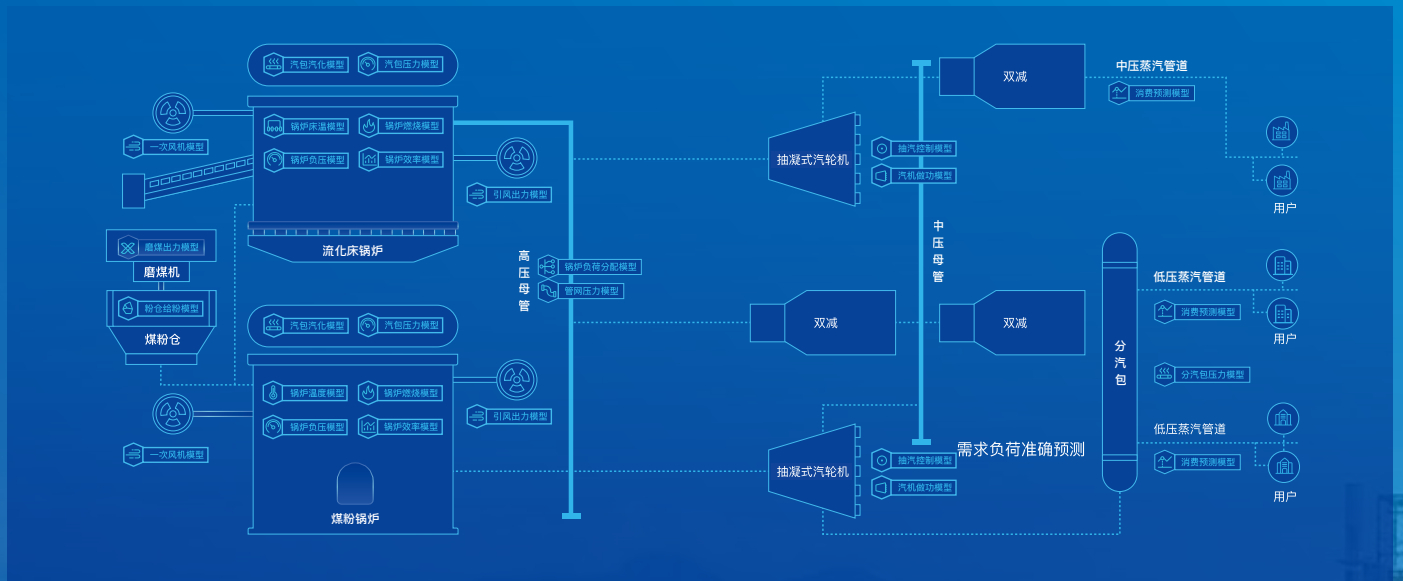 汽包汽化模型
汽包压力模型
一次风机模型
锅炉床温模型
锅炉燃烧模型
锅炉负压模型
锅炉效率模型
引风出力模型
流化床锅炉
磨煤出力模型
磨煤机
粉仓给粉模型
煤粉仓
汽包汽化模型
汽包压力模型
锅炉温度模型
锅炉燃烧模型
锅炉负压模型
锅炉效率模型
引风出力模型
一次风机模型
煤粉锅炉
高压母管
锅炉负荷分配模型
管网压力模型
双减
抽凝式汽轮机
抽汽控制模型
汽机做功模型
中压母管
双减
双减
抽凝式汽轮机
抽汽控制模型
汽机做功模型
需求负荷准确预测
中压蒸汽管道
消费预测模型
用户
分汽包
低压蒸汽管道
消费预测模型
用户
分汽包压力模型
低压蒸汽管道
消费预测模型
用户